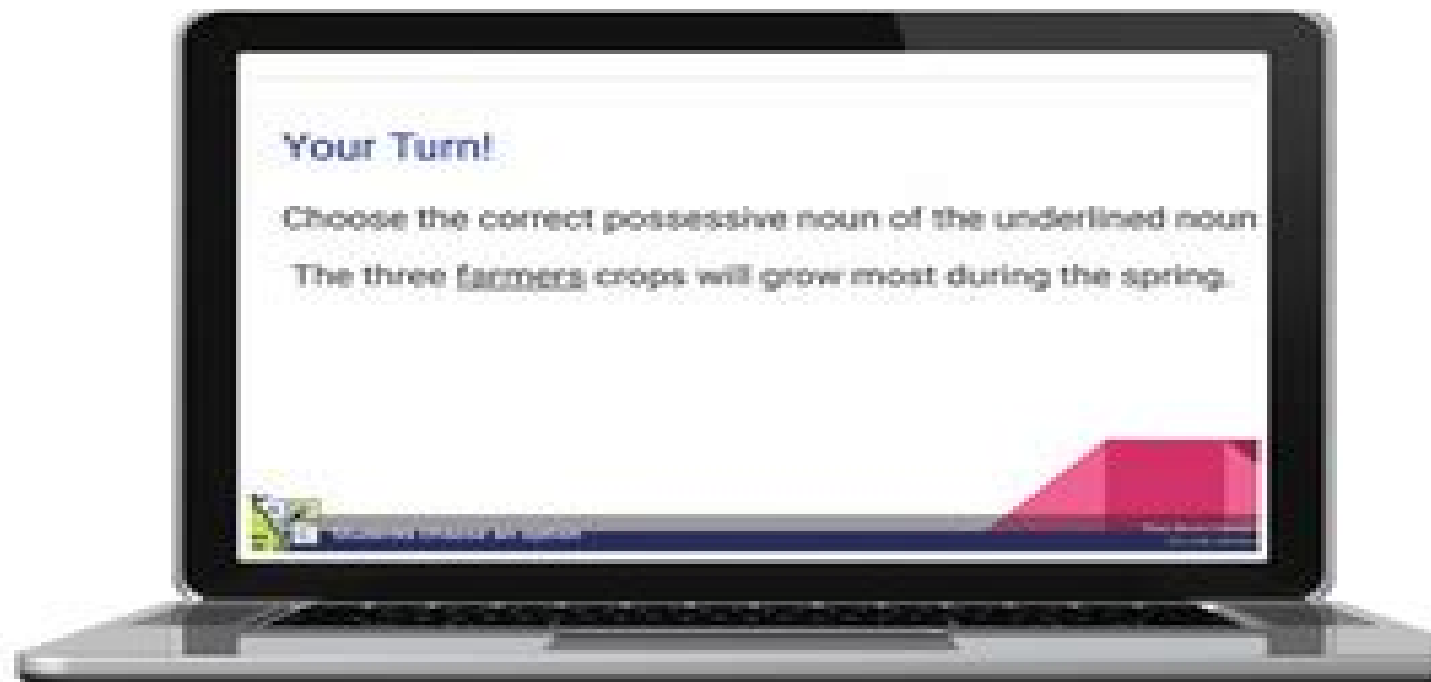 Your Turn!
Choose the correct possessive noun of the underlined noun
The three farmers crops will grow most during the spring.